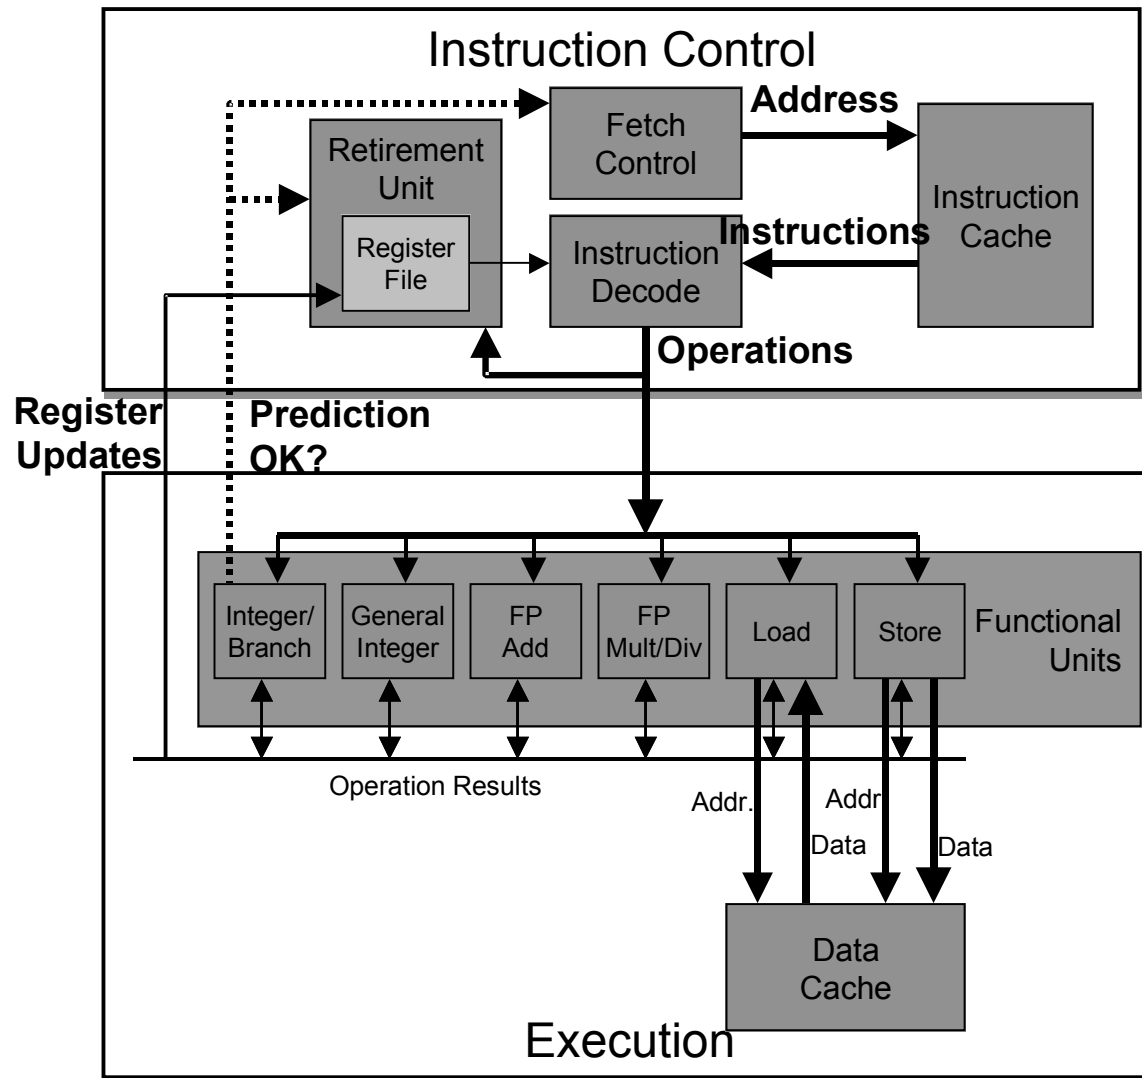 Instruction Control
Address
Fetch
Control
Retirement
Unit
Instruction
Cache
Instructions
Register
File
Instruction
Decode
Operations
Register
Updates
Prediction
OK?
Integer/
Branch
General
Integer
FP
Add
FP
Mult/Div
Load
Store
Functional
Units
Operation Results
Addr.
Addr
Data
Data
Data
Cache
Execution